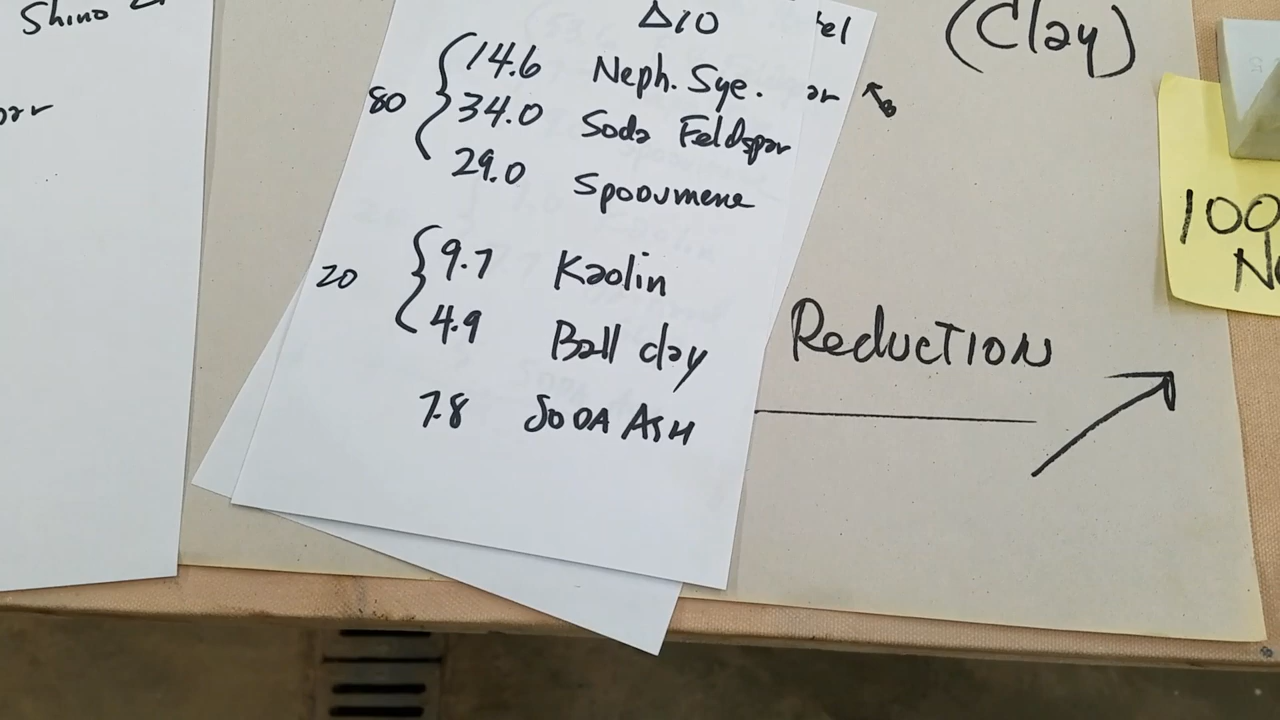 Shino
Δ10
14.6 Neph. Sye.
80
34.0 Soda Feldspar
29.0 Spodumene
20
9.7 Kaolin
4.9 Ball clay
7.8 SODA ASH
(Clay)
REDUCTION
100